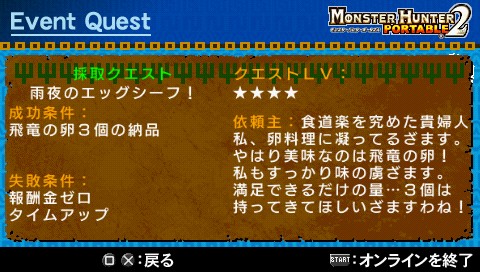 Event Quest
MONSTER HUNTER
PORTABLE 2
採取クエスト
雨夜のエッグシーフ！
成功条件：
飛竜の卵３個の納品
失敗条件：
報酬金ゼロ
タイムアップ
クエストＬＶ：
★★★★
依頼主：食道楽を究めた貴婦人
私、卵料理に凝ってるざます。
やはり美味なのは飛竜の卵！
私もすっかり味の虜ざます。
満足できるだけの量…３個は
持ってきてほしいざますわね！
:戻る
START:オンラインを終了